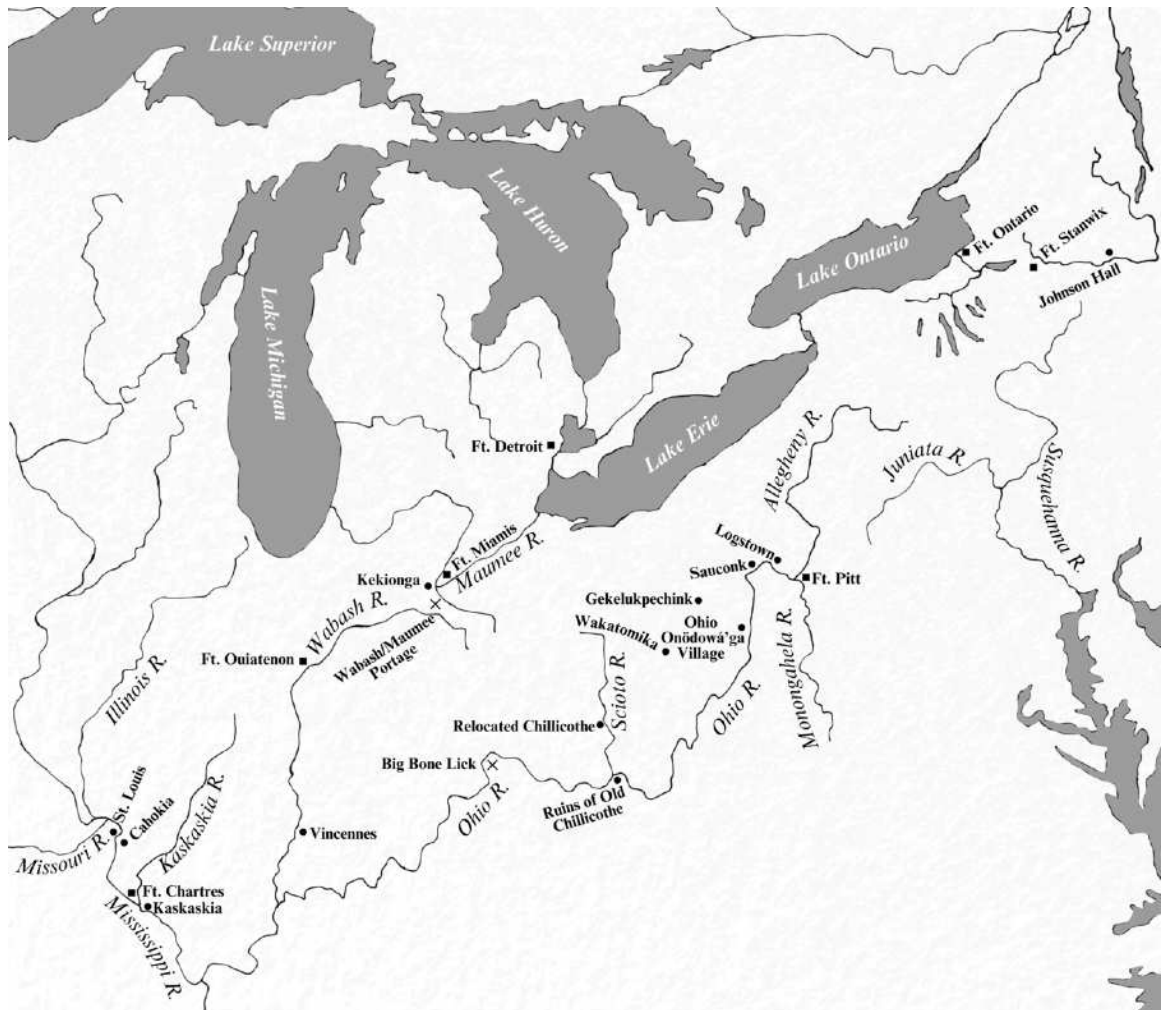 Lake Superior
Lake Huron
Lake Michigan
Lake Ontario
Ft. Ontario
Ft. Stanwix
Johnson Hall
Lake Erie
Ft. Detroit
Allegheny R.
Juniata R.
Susquehanna R.
Ft. Miamis
Maumee R.
Kekionga
Wabash R.
Wabash/Maumee
Portage
Ft. Ouiatenon
Logstown
Sauconk
Ft. Pitt
Gekelukpechink
Wakatomika
Ohio
Onödowá’ga
Village
Monongahela R.
Ohio R.
Scioto R.
Illinois R.
Relocated Chillicothe
Big Bone Lick
Ohio R.
Ruins of Old
Chillicothe
Kaskaskia R.
St. Louis
Cahokia
Missouri R.
Vincennes
Ft. Chartres
Kaskaskia
Mississippi R.